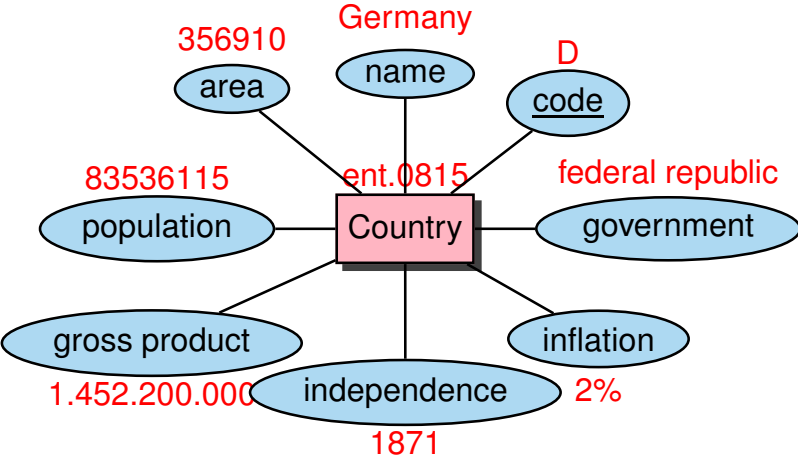 Germany
356910
D
area
name
code
83536115
ent.0815
federal republic
population
Country
government
gross product
inflation
1.452.200.000
independence
2%
1871